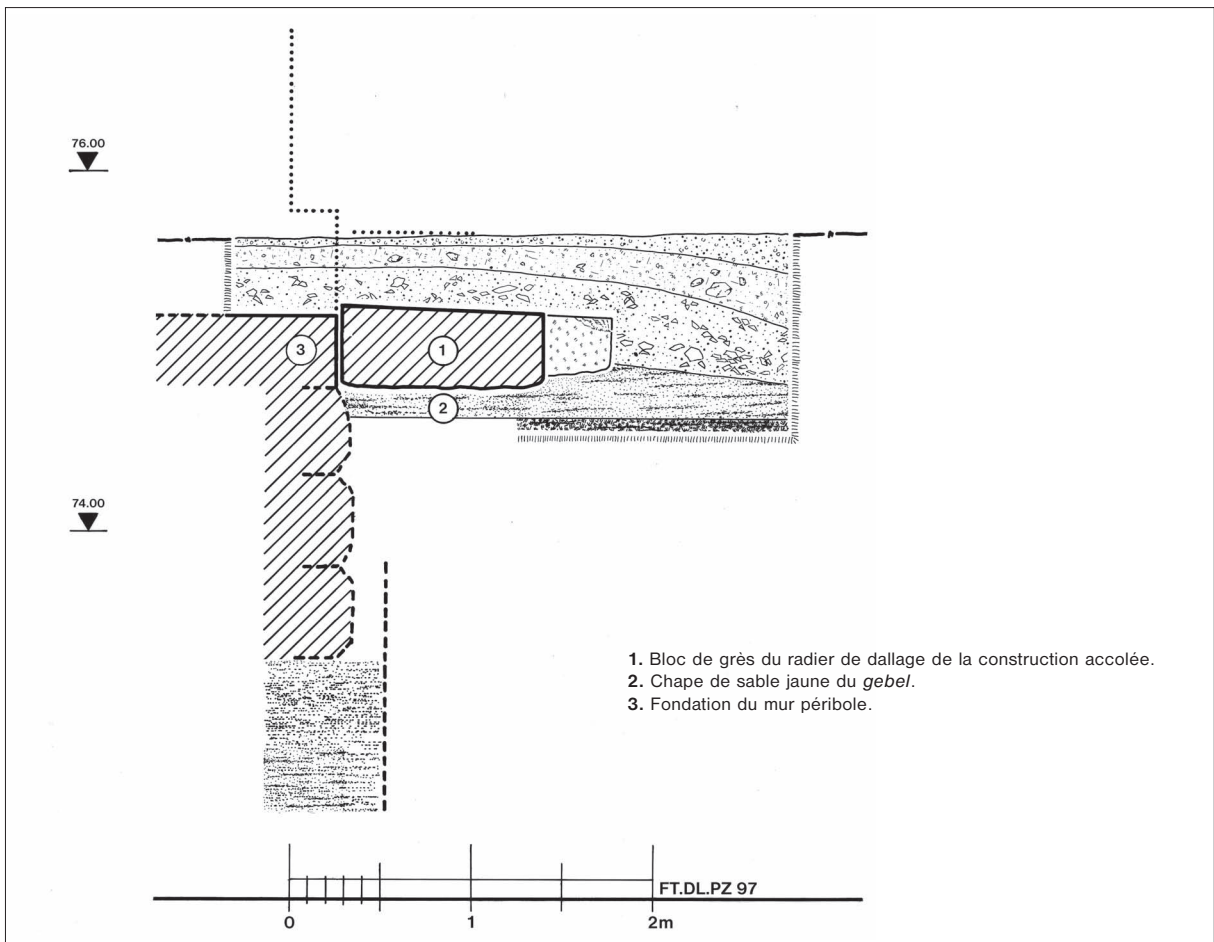 76.00
3
1
2
74.00
1. Bloc de grès du radier de dallage de la construction accolée.
2. Chape de sable jaune du gebel.
3. Fondation du mur péribole.
FT.DL.PZ 97
0 1 2m